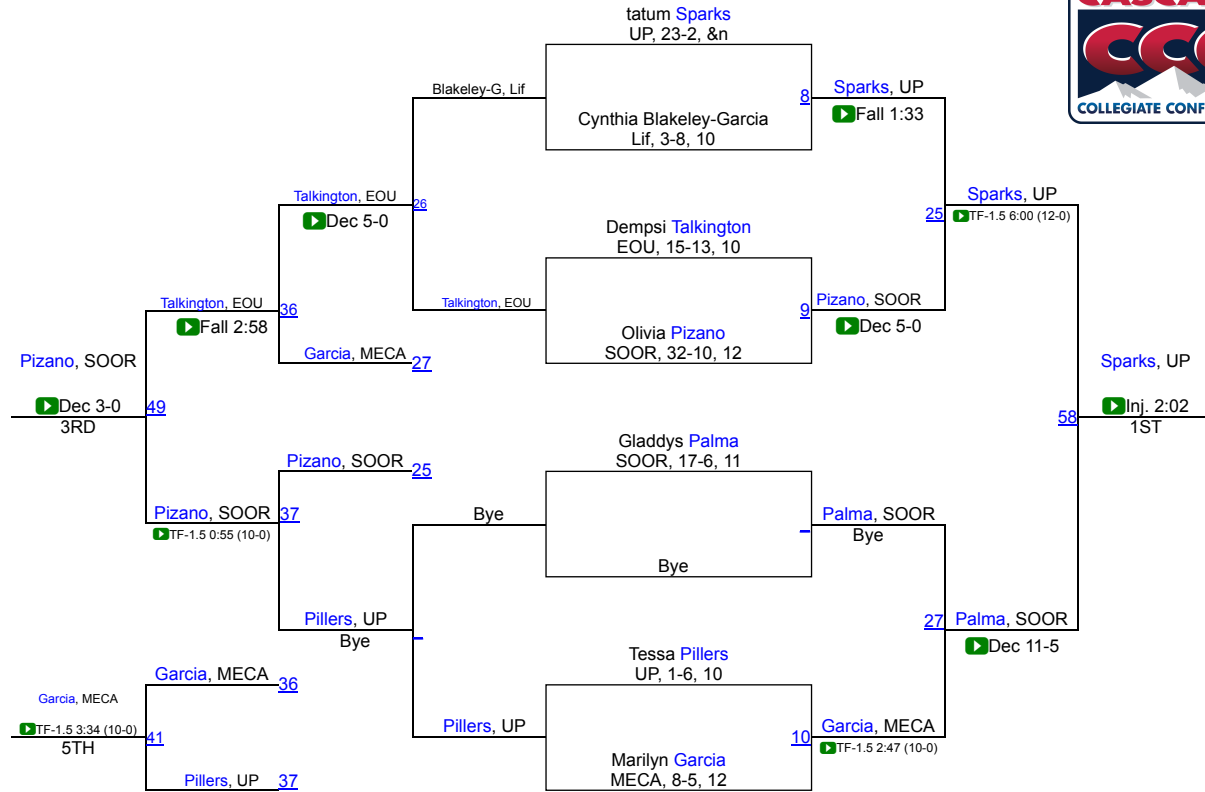 tatum Sparks
UP, 23-2, &n
Blakeley-G, Lif
8
Sparks, UP
Fall 1:33
Cynthia Blakeley-Garcia
Lif, 3-8, 10
COLLEGIATE CONF
Talkington, EOU
26
Dec 5-0
Sparks, UP
25
TF-1.5 6:00 (12-0)
Dempsi Talkington
EOU, 15-13, 10
Talkington, EOU
36
Fall 2:58
Talkington, EOU
9
Pizano, SOOR
Dec 5-0
Olivia Pizano
SOOR, 32-10, 12
Garcia, MECA
27
Pizano, SOOR
Dec 3-0
49
3RD
Sparks, UP
58
Inj. 2:02
1ST
Gladdys Palma
SOOR, 17-6, 11
Pizano, SOOR
25
Pizano, SOOR
37
TF-1.5 0:55 (10-0)
Bye
-
Palma, SOOR
Bye
Bye
Pillers, UP
Bye
-
27
Palma, SOOR
Dec 11-5
Tessa Pillers
UP, 1-6, 10
Garcia, MECA
36
Garcia, MECA
TF-1.5 3:34 (10-0)
41
5TH
Pillers, UP
10
Garcia, MECA
TF-1.5 2:47 (10-0)
Marilyn Garcia
MECA, 8-5, 12
Pillers, UP
37